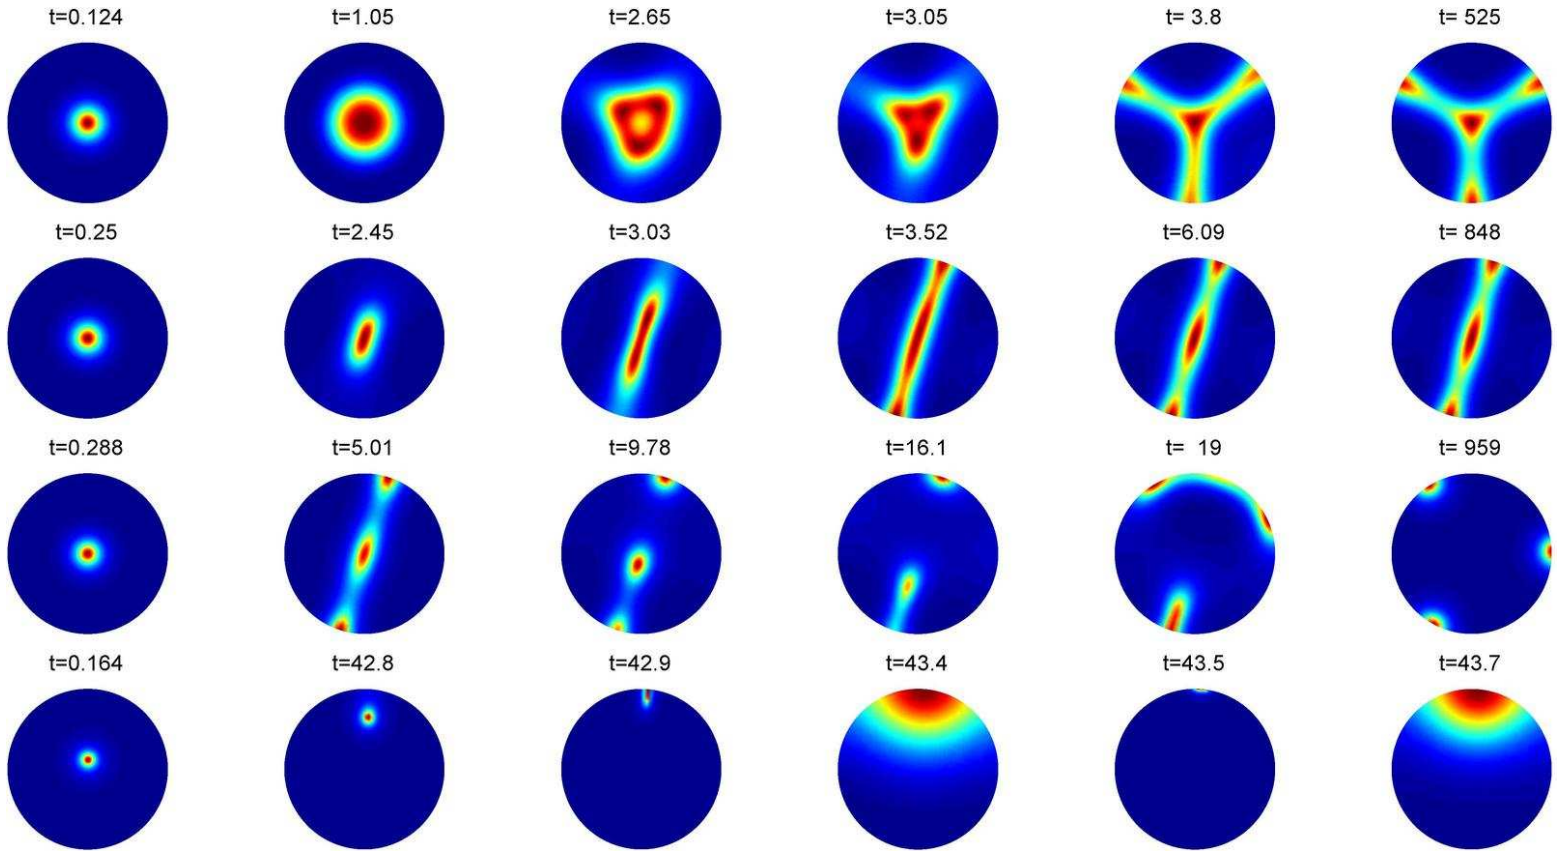 t=0.124 t=1.05 t=2.65 t=3.05 t= 3.8 t= 525
t=0.25 t=2.45 t=3.03 t=3.52 t=6.09 t= 848
t=0.288 t=5.01 t=9.78 t=16.1 t= 19 t= 959
t=0.164 t=42.8 t=42.9 t=43.4 t=43.5 t=43.7